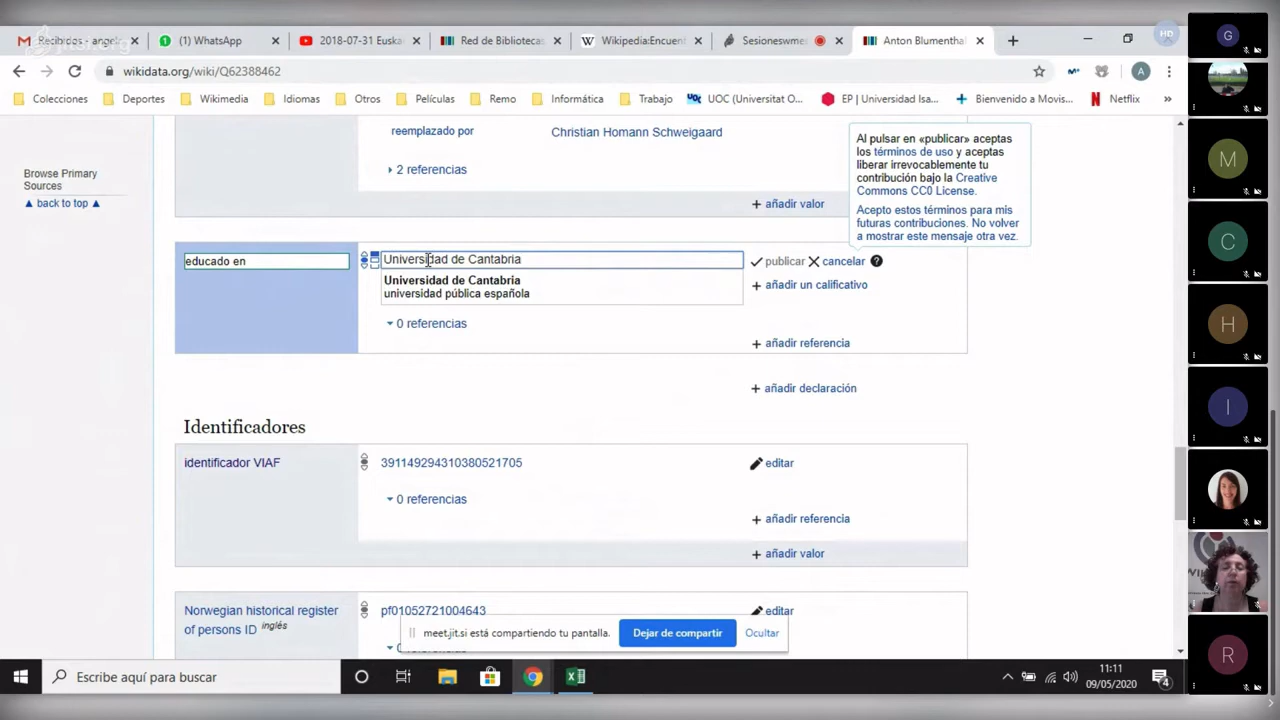 Recibidos - angel
(1) WhatsApp
2018-07-31 Euska
Red de Bibliotecas
Wikipedia:Encuent
Sesioneswme
Anton Blumenthal
HD
G
wikidata.org/wiki/Q62388462
A
Colecciones
Deportes
Wikimedia
Idiomas
Otros
Películas
Remo
Informática
Trabajo
UOC (Universitat O...
EP | Universidad Isa...
Bienvenido a Movis...
Netflix
»
Browse Primary
Sources
▲ back to top ▲
reemplazado por
Christian Homann Schweigaard
2 referencias
+ añadir valor
Al pulsar en «publicar» aceptas
los términos de uso y aceptas
liberar irrevocablemente tu
contribución bajo la Creative
Commons CC0 License.
Acepto estos términos para mis
futuras contribuciones. No volver
a mostrar este mensaje otra vez.
educado en
Universidad de Cantabria
publicar
cancelar
?
Universidad de Cantabria
universidad pública española
+ añadir un calificativo
0 referencias
+ añadir referencia
+ añadir declaración
Identificadores
identificador VIAF
391149294310380521705
editar
0 referencias
+ añadir referencia
+ añadir valor
Norwegian historical register
of persons ID inglés
pf01052721004643
editar
meet.jit.si está compartiendo tu pantalla.
Dejar de compartir
Ocultar
M
C
H
I
R
Escribe aquí para buscar
11:11
09/05/2020
4